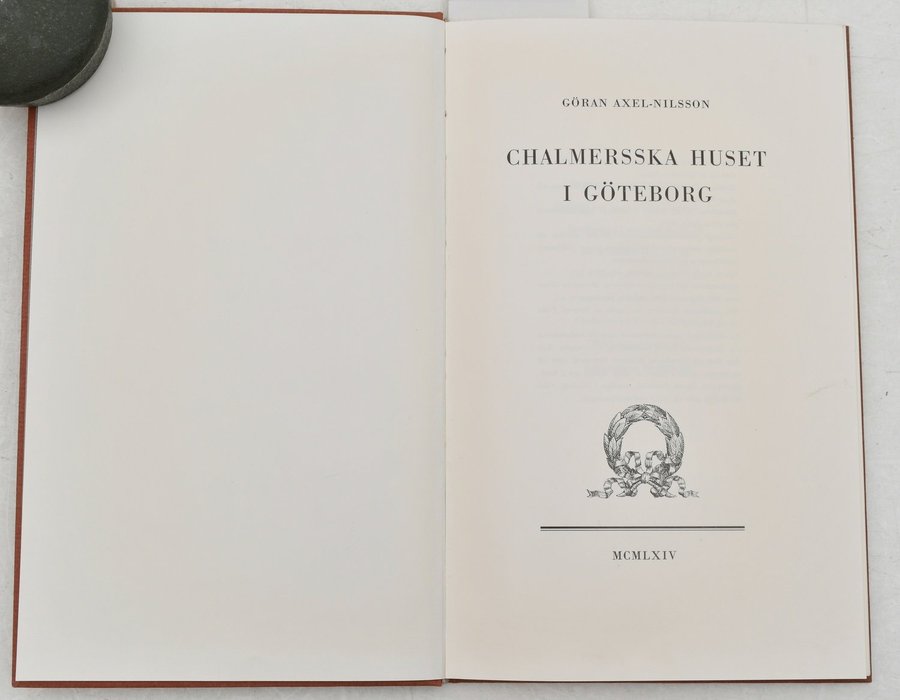 GÖRAN AXEL-NILSSON
CHALMERSSKA HUSET
I GÖTEBORG
MCMLXIV